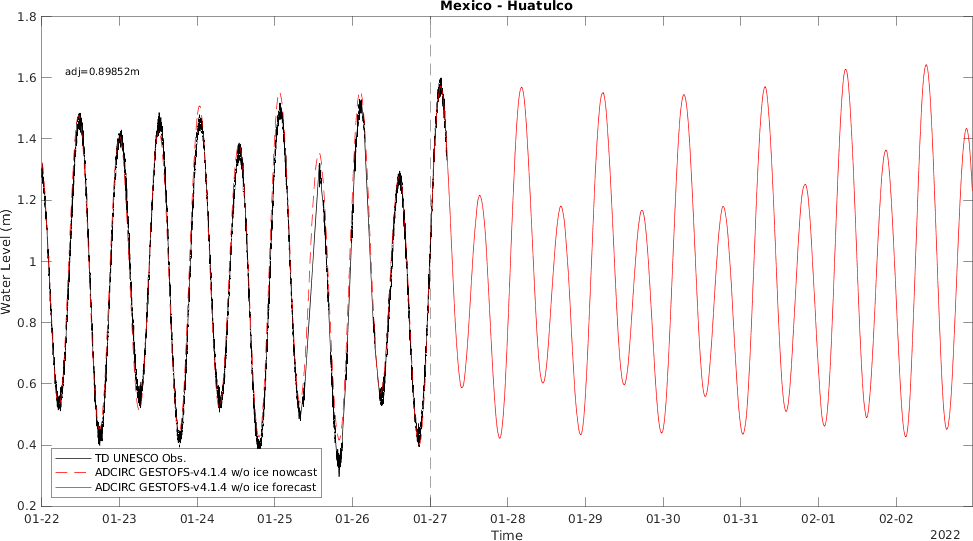 Mexico - Huatulco
adj=0.89852m
Water Level (m)
1.8
1.6
1.4
1.2
1
0.8
0.6
0.4
0.2
TD UNESCO Obs.
ADCIRC GESTOFS-v4.1.4 w/o ice nowcast
ADCIRC GESTOFS-v4.1.4 w/o ice forecast
01-22 01-23 01-24 01-25 01-26 01-27 01-28 01-29 01-30 01-31 02-01 02-02
Time
2022